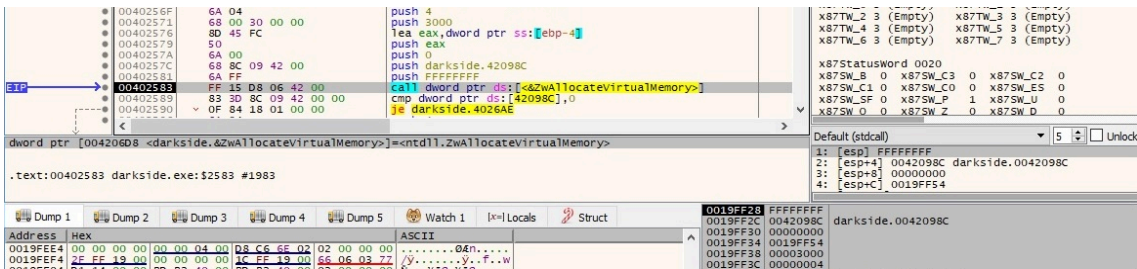 0040256F 6A 04 push 4
00402571 68 00 30 00 00 push 3000
00402576 8D 45 FC lea eax,dword ptr ss:[ebp-4]
00402579 50 push eax
0040257A 6A 00 push 0
0040257C 68 8C 09 42 00 push darkside.42098C
00402581 6A FF push FFFFFFFF
EIP 00402583 FF 15 D8 06 42 00 call dword ptr ds:[<&ZwAllocateVirtualMemory>]
00402589 83 3D 8C 09 42 00 00 cmp dword ptr ds:[42098C],0
00402590 0F 84 18 01 00 00 je darkside.4026AE
dword ptr [004206D8 <darkside.&ZwAllocateVirtualMemory>]=<ntdll.ZwAllocateVirtualMemory>
.text:00402583 darkside.exe:$2583 #1983
x87TW_4 3 (Empty) x87TW_5 3 (Empty)
x87TW_6 3 (Empty) x87TW_7 3 (Empty)
x87StatusWord 0020
x87SW_B 0 x87SW_C3 0 x87SW_C2 0
x87SW_C1 0 x87SW_C0 0 x87SW_ES 0
x87SW_SF 0 x87SW_P 1 x87SW_U 0
x87SW_O 0 x87SW_Z 0 x87SW_D 0
Default (stdcall) 5 Unlock
1: [esp] FFFFFFFF
2: [esp+4] 0042098C darkside.0042098C
3: [esp+8] 00000000
4: [esp+C] 0019FF54
Dump 1 Dump 2 Dump 3 Dump 4 Dump 5 Watch 1 [x=] Locals Struct
Address Hex ASCII
0019FEE4 00 00 00 00 00 00 04 00 D8 C6 6E 02 02 00 00 00 ........ØÆn.....
0019FEF4 2F FF 19 00 00 00 00 00 1C FF 19 00 66 06 03 77 /ÿ.......ÿ..f..w
0019FF28 FFFFFFFF
0019FF2C 0042098C darkside.0042098C
0019FF30 00000000
0019FF34 0019FF54
0019FF38 00003000
0019FF3C 00000004